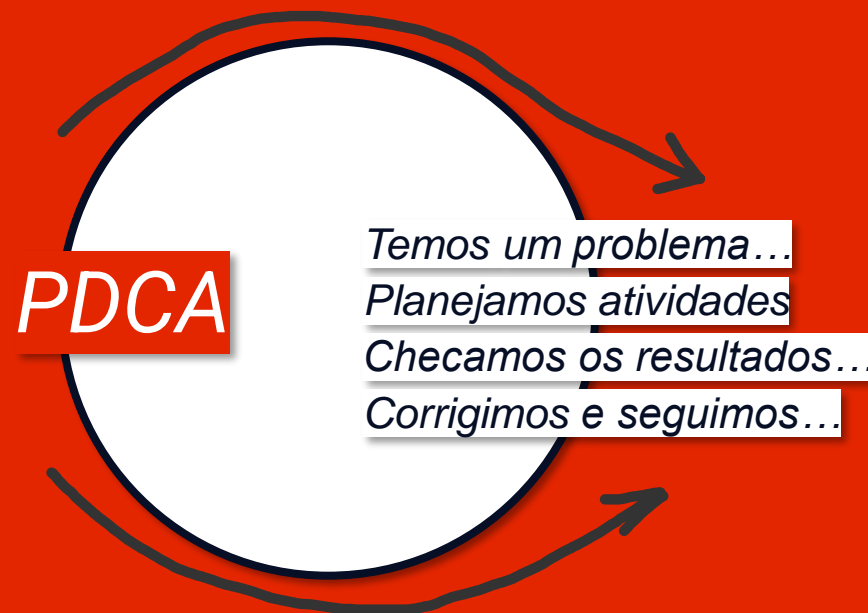 PDCA
Temos um problema…
Planejamos atividades
Checamos os resultados…
Corrigimos e seguimos…